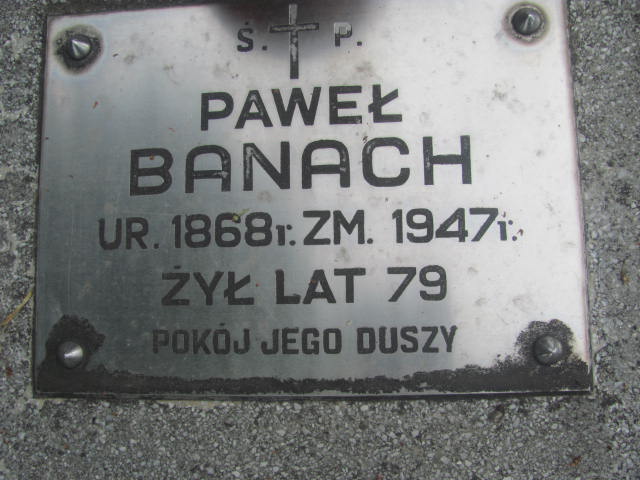 Ś. P.
PAWEŁ
BANACH
UR. 1868r. ZM. 1947r.
ŻYŁ LAT 79
POKÓJ JEGO DUSZY